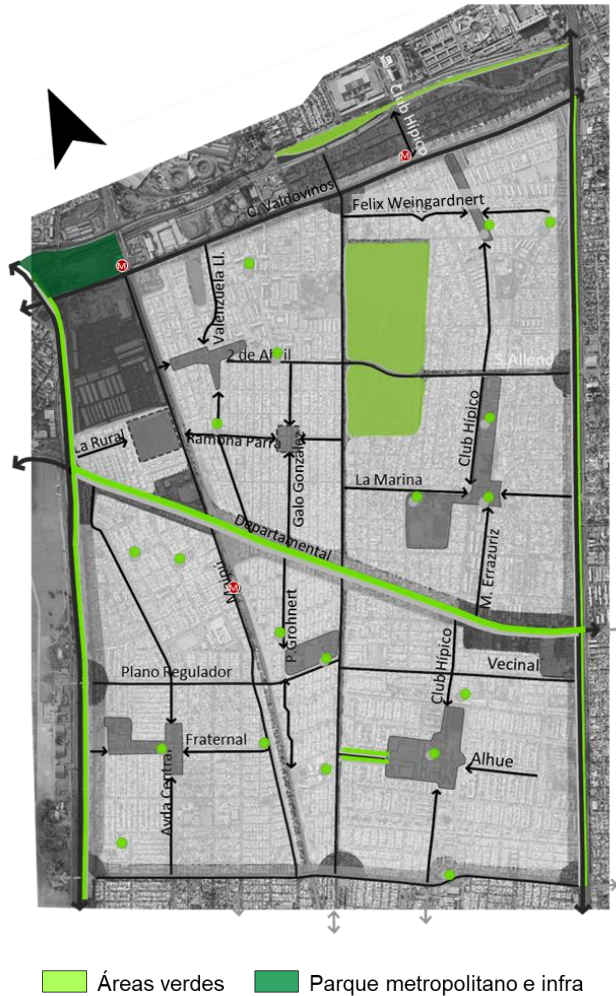 Club Hípico
M
C. Valdovinos
Felix Weingardnert
M
Valenzuela Ll.
2 de Abril
S.Allend
La Rural
Ramona Parra
Galo González
Club Hípico
La Marina
Departamental
M. Errazuriz
M
P.Grohnert
Club Hípico
Plano Regulador
Vecinal
Fraternal
Avda Central
Alhue
Áreas verdes
Parque metropolitano e infra